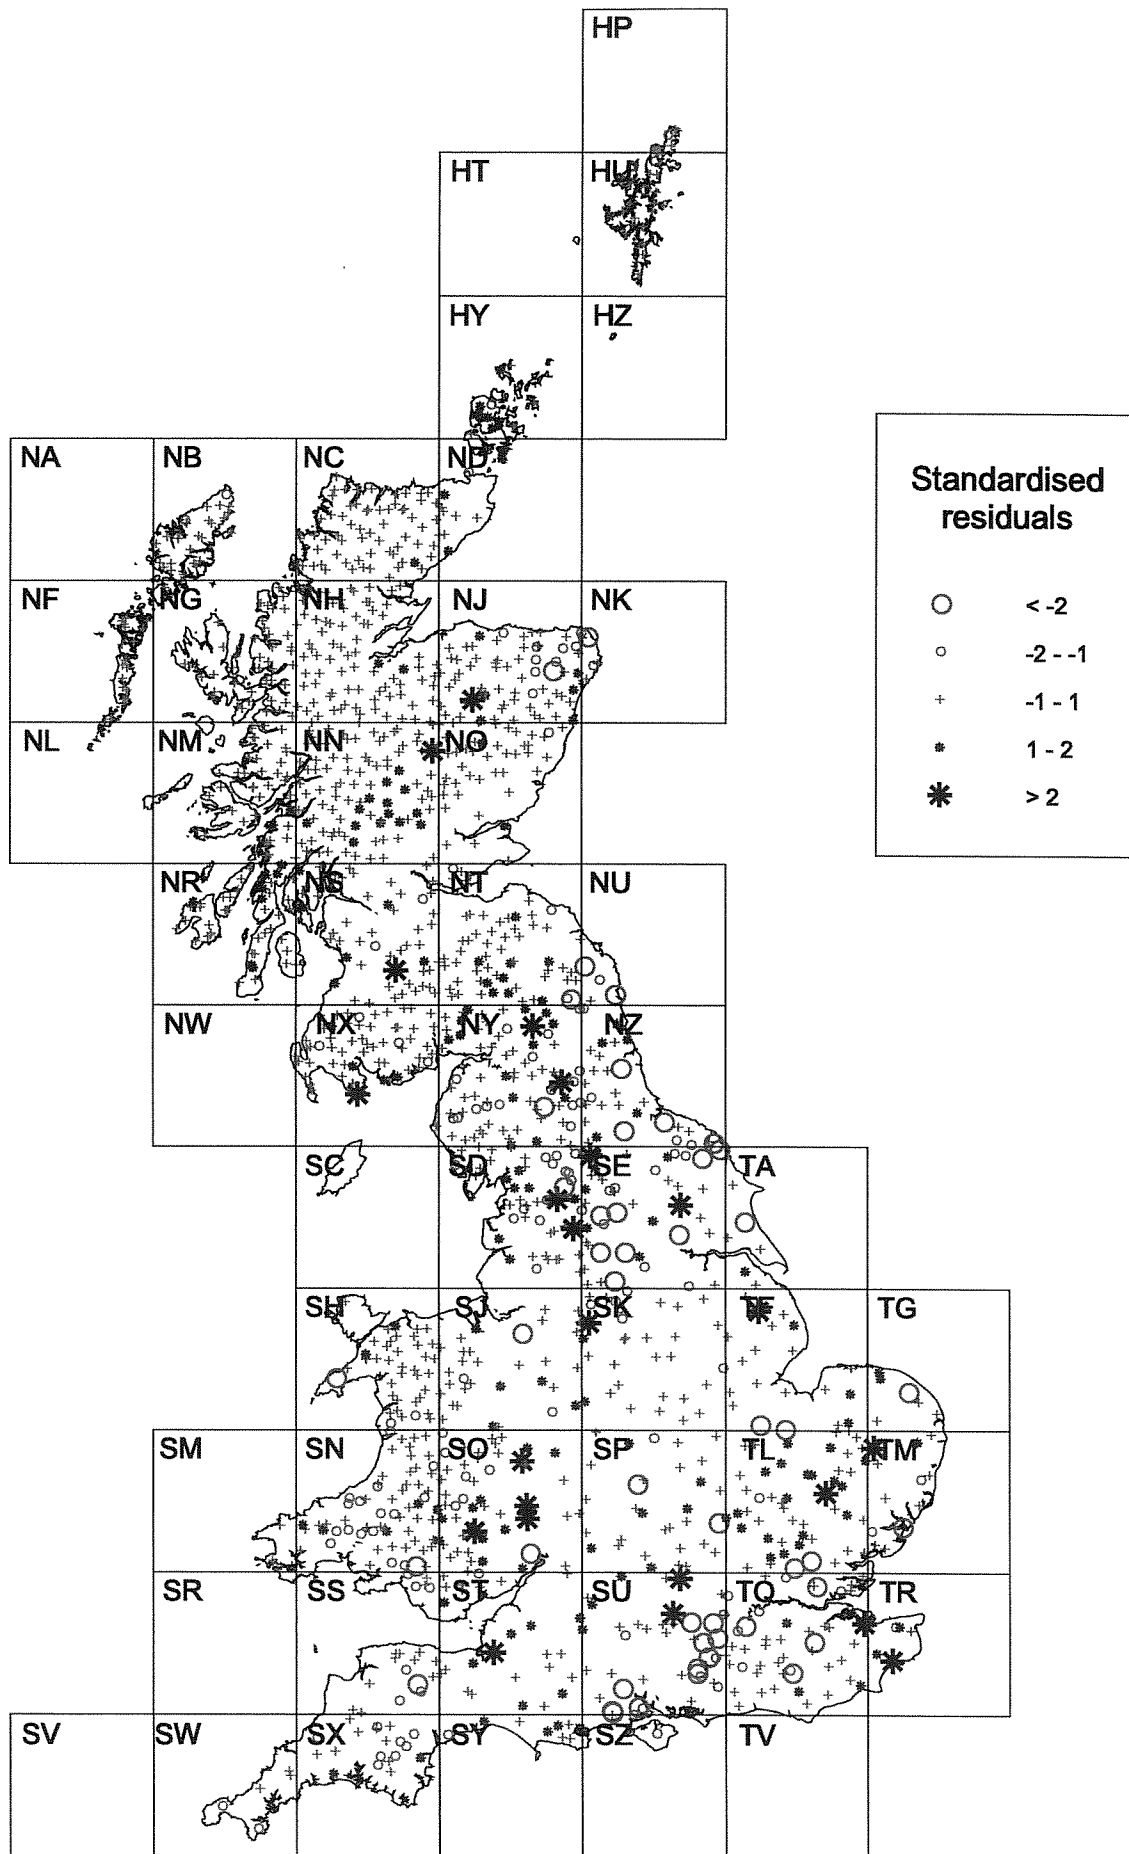 HP
HT HU
HY HZ
NA NB NC ND
Standardised
residuals
< -2
-2 - -1
-1 - 1
1 - 2
> 2
NF NG NH NJ NK
NL NM NN NO
NR NS NT NU
NW NX NY NZ
SC SD SE TA
SH SJ SK TF TG
SM SN SO SP TL TM
SR SS ST SU TQ TR
SV SW SX SY SZ TV